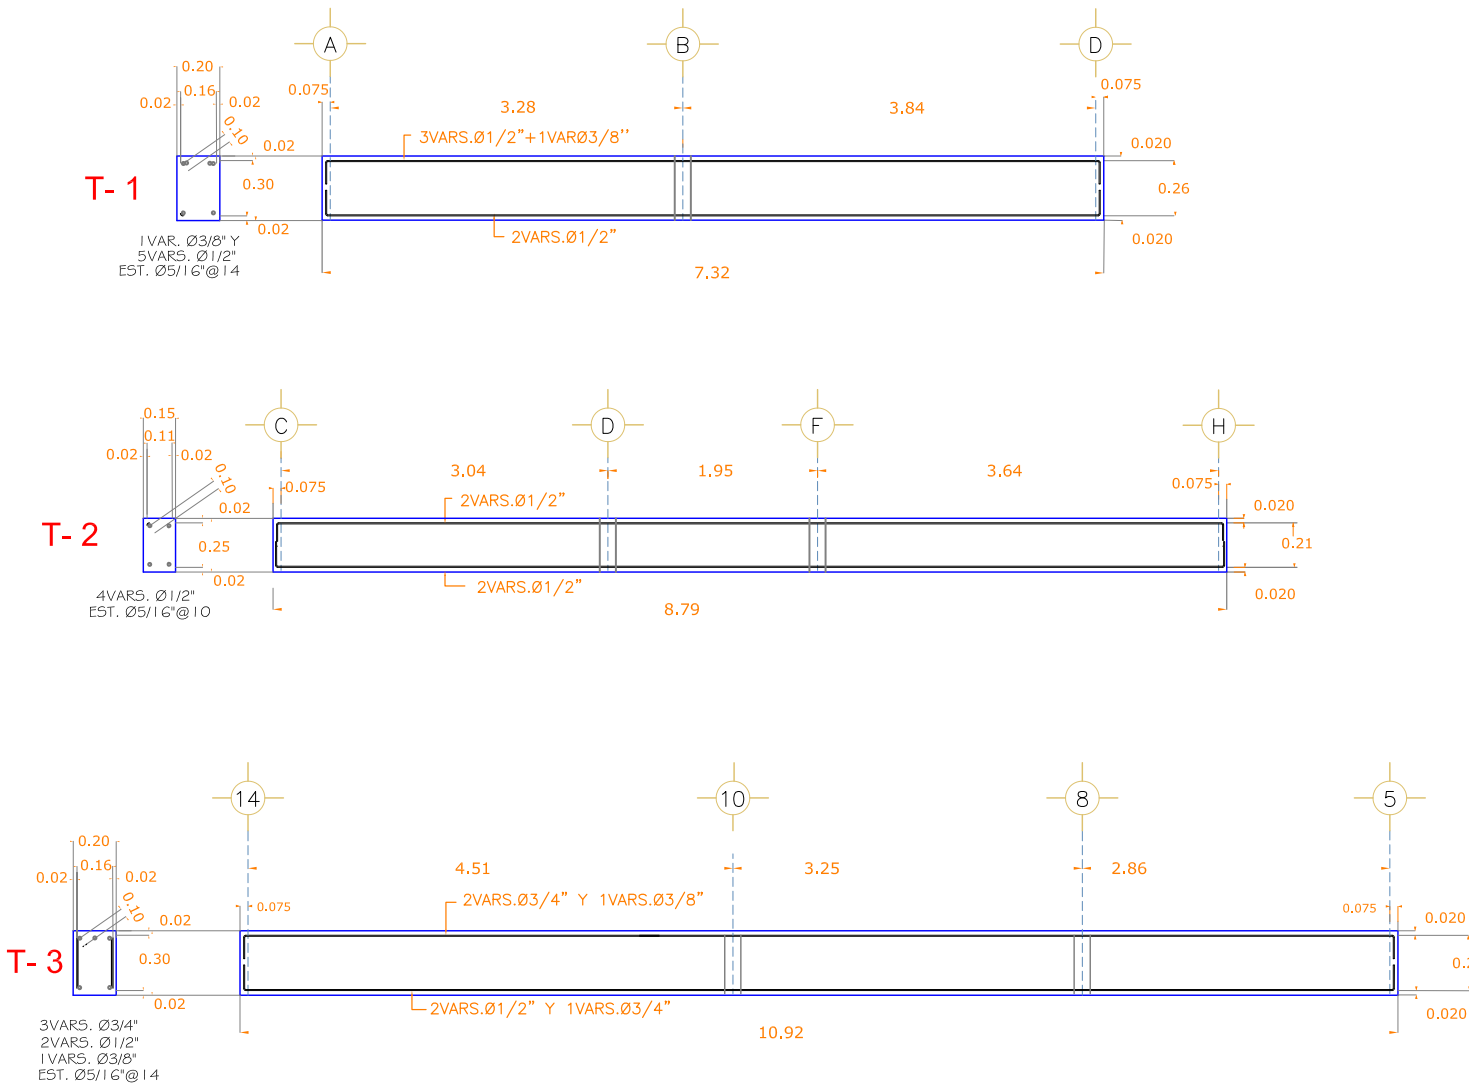 A
B
D
0.20
0.16
0.02
0.02
0.10
0.02
0.30
0.02
0.075
3.28
3.84
0.075
3VARS.Ø1/2"+1VARØ3/8''
0.020
0.26
0.020
T- 1
2VARS.Ø1/2"
1VAR. Ø3/8" Y
5VARS. Ø1/2"
EST. Ø5/16"@14
7.32
C
D
F
H
0.15
0.11
0.02
0.02
0.10
0.02
0.25
0.02
3.04
1.95
3.64
0.075
0.075
2VARS.Ø1/2"
0.020
0.21
0.020
T- 2
2VARS.Ø1/2"
4VARS. Ø1/2"
EST. Ø5/16"@10
8.79
14
10
8
5
0.20
0.16
0.02
0.02
0.10
0.02
0.30
0.02
4.51
3.25
2.86
2VARS.Ø3/4" Y 1VARS.Ø3/8"
0.075
0.075
0.020
0.020
T- 3
2VARS.Ø1/2" Y 1VARS.Ø3/4"
10.92
3VARS. Ø3/4"
2VARS. Ø1/2"
1VARS. Ø3/8"
EST. Ø5/16"@14